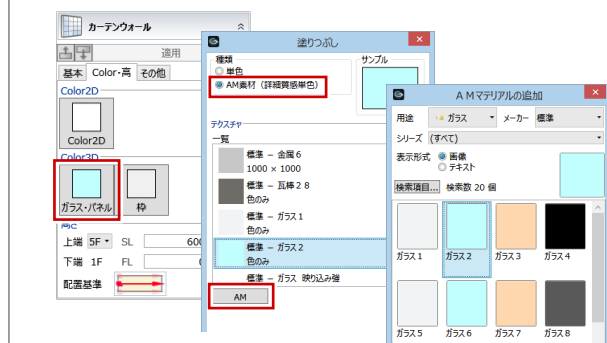 カーテンウォール
適用
基本 Color・高 その他
Color2D
Color2D
Color3D
ガラス・パネル 枠
高さ
上端 5F SL 600
下端 1F FL
配置基準
塗りつぶし
種類
単色
AM素材（詳細質感単色）
サンプル
テクスチャ
一覧
標準 － 金属６
1000 × 1000
標準 － 瓦棒２８
色のみ
標準 － ガラス１
色のみ
標準 － ガラス２
色のみ
標準 － ガラス 映り込み強
AM
ＡＭマテリアルの追加
用途 ガラス メーカー 標準
シリーズ (すべて)
表示形式 画像
テキスト
検索項目... 検索数 20 個
ガラス１ ガラス２ ガラス３ ガラス４
ガラス５ ガラス６ ガラス７ ガラス８